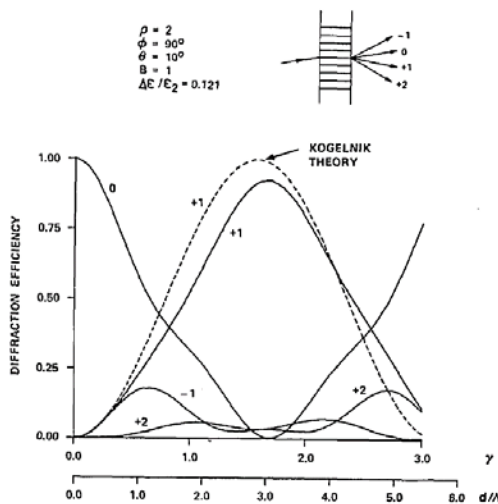 ρ = 2
φ = 90°
θ = 10°
B = 1
Δε/ε₂ = 0.121
-1
0
+1
+2
KOGELNIK
THEORY
DIFFRACTION EFFICIENCY
1.00
0.75
0.50
0.25
0.00
0
+1
+1
-1
+2
+2
0.0
1.0
2.0
3.0
γ
0.0
1.0
2.0
3.0
4.0
5.0
8.0
d/